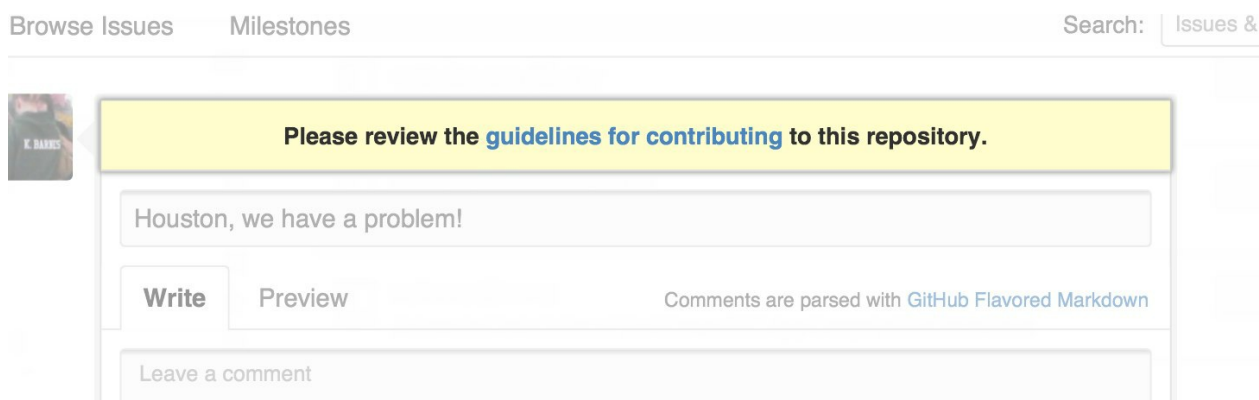 Browse Issues Milestones Search: Issues &
K. BARNES
Please review the guidelines for contributing to this repository.
Houston, we have a problem!
Write Preview Comments are parsed with GitHub Flavored Markdown
Leave a comment